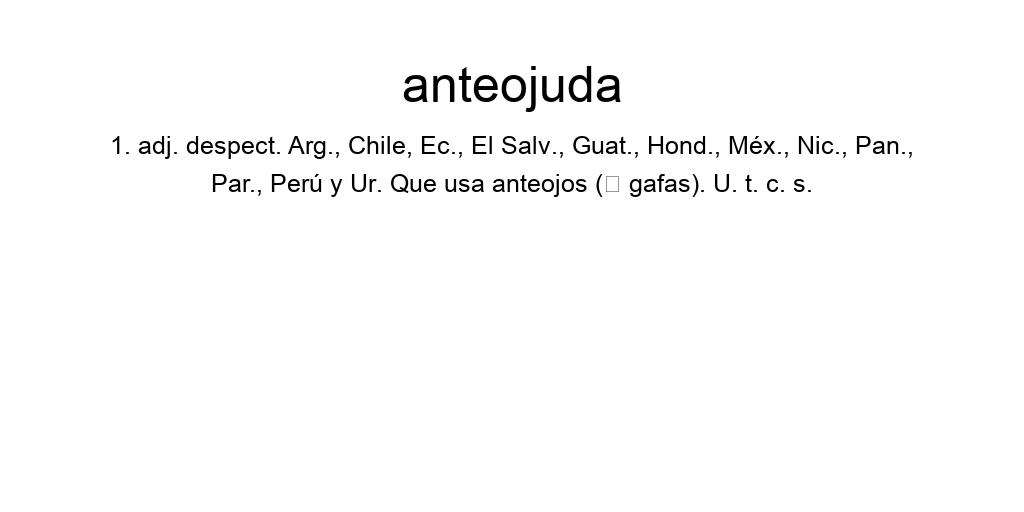 anteojuda
1. adj. despect. Arg., Chile, Ec., El Salv., Guat., Hond., Méx., Nic., Pan.,
Par., Perú y Ur. Que usa anteojos (□ gafas). U. t. c. s.